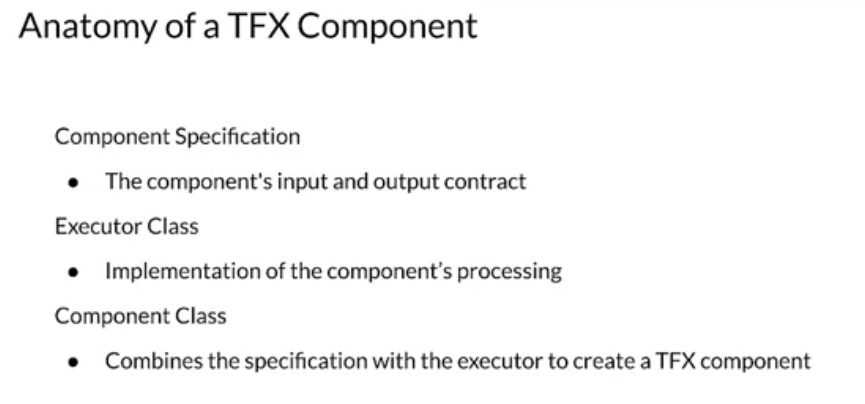 Anatomy of a TFX Component
Component Specification
● The component's input and output contract
Executor Class
● Implementation of the component’s processing
Component Class
● Combines the specification with the executor to create a TFX component